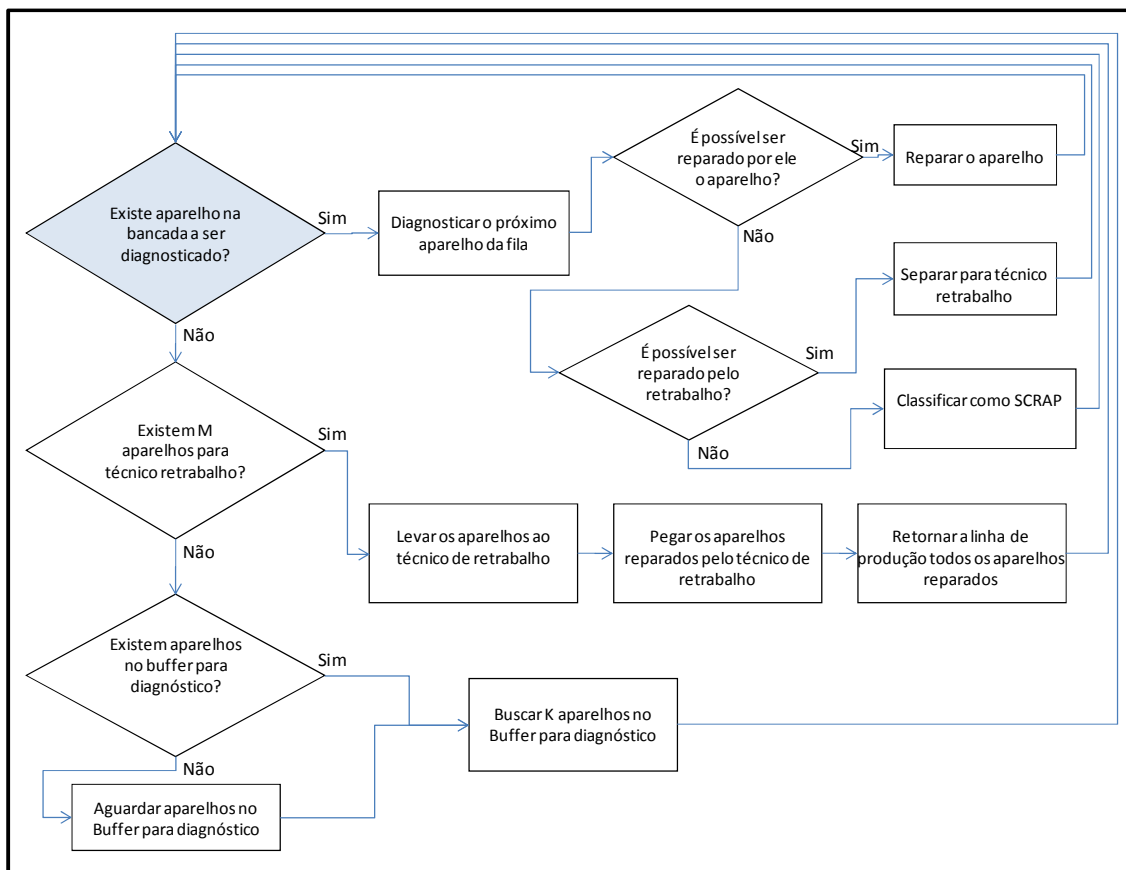 É possível ser
reparado por ele
o aparelho?
Sim
Reparar o aparelho
Existe aparelho na
bancada a ser
diagnosticado?
Sim
Diagnosticar o próximo
aparelho da fila
Não
Separar para técnico
retrabalho
Não
É possível ser
reparado pelo
retrabalho?
Sim
Classificar como SCRAP
Não
Existem M
aparelhos para
técnico retrabalho?
Sim
Levar os aparelhos ao
técnico de retrabalho
Pegar os aparelhos
reparados pelo técnico de
retrabalho
Retornar a linha de
produção todos os aparelhos
reparados
Não
Existem aparelhos
no buffer para
diagnóstico?
Sim
Buscar K aparelhos no
Buffer para diagnóstico
Não
Aguardar aparelhos no
Buffer para diagnóstico